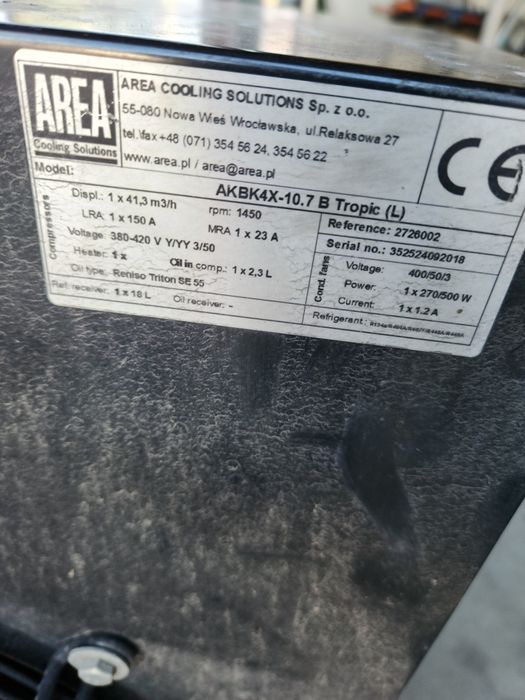 AREA
Cooling Solutions
AREA COOLING SOLUTIONS Sp. z o.o.
55-080 Nowa Wieś Wrocławska, ul.Relaksowa 27
tel.\fax +48 (071) 354 56 24, 354 56 22
www.area.pl / area@area.pl
CE
Model: AKBK4X-10.7 B Tropic (L)
Compressors
Displ.: 1 x 41,3 m3/h rpm: 1450
LRA: 1 x 150 A MRA 1 x 23 A
Voltage: 380-420 V Y/YY 3/50
Heater: 1 x Oil in comp.: 1 x 2,3 L
Oil type: Reniso Triton SE 55
Ref. receiver: 1 x 18 L Oil receiver: -
Reference: 2726002
Serial no.: 352524092018
Cond. fans
Voltage: 400/50/3
Power: 1 x 270/500 W
Current: 1 x 1.2 A
Refrigerant :